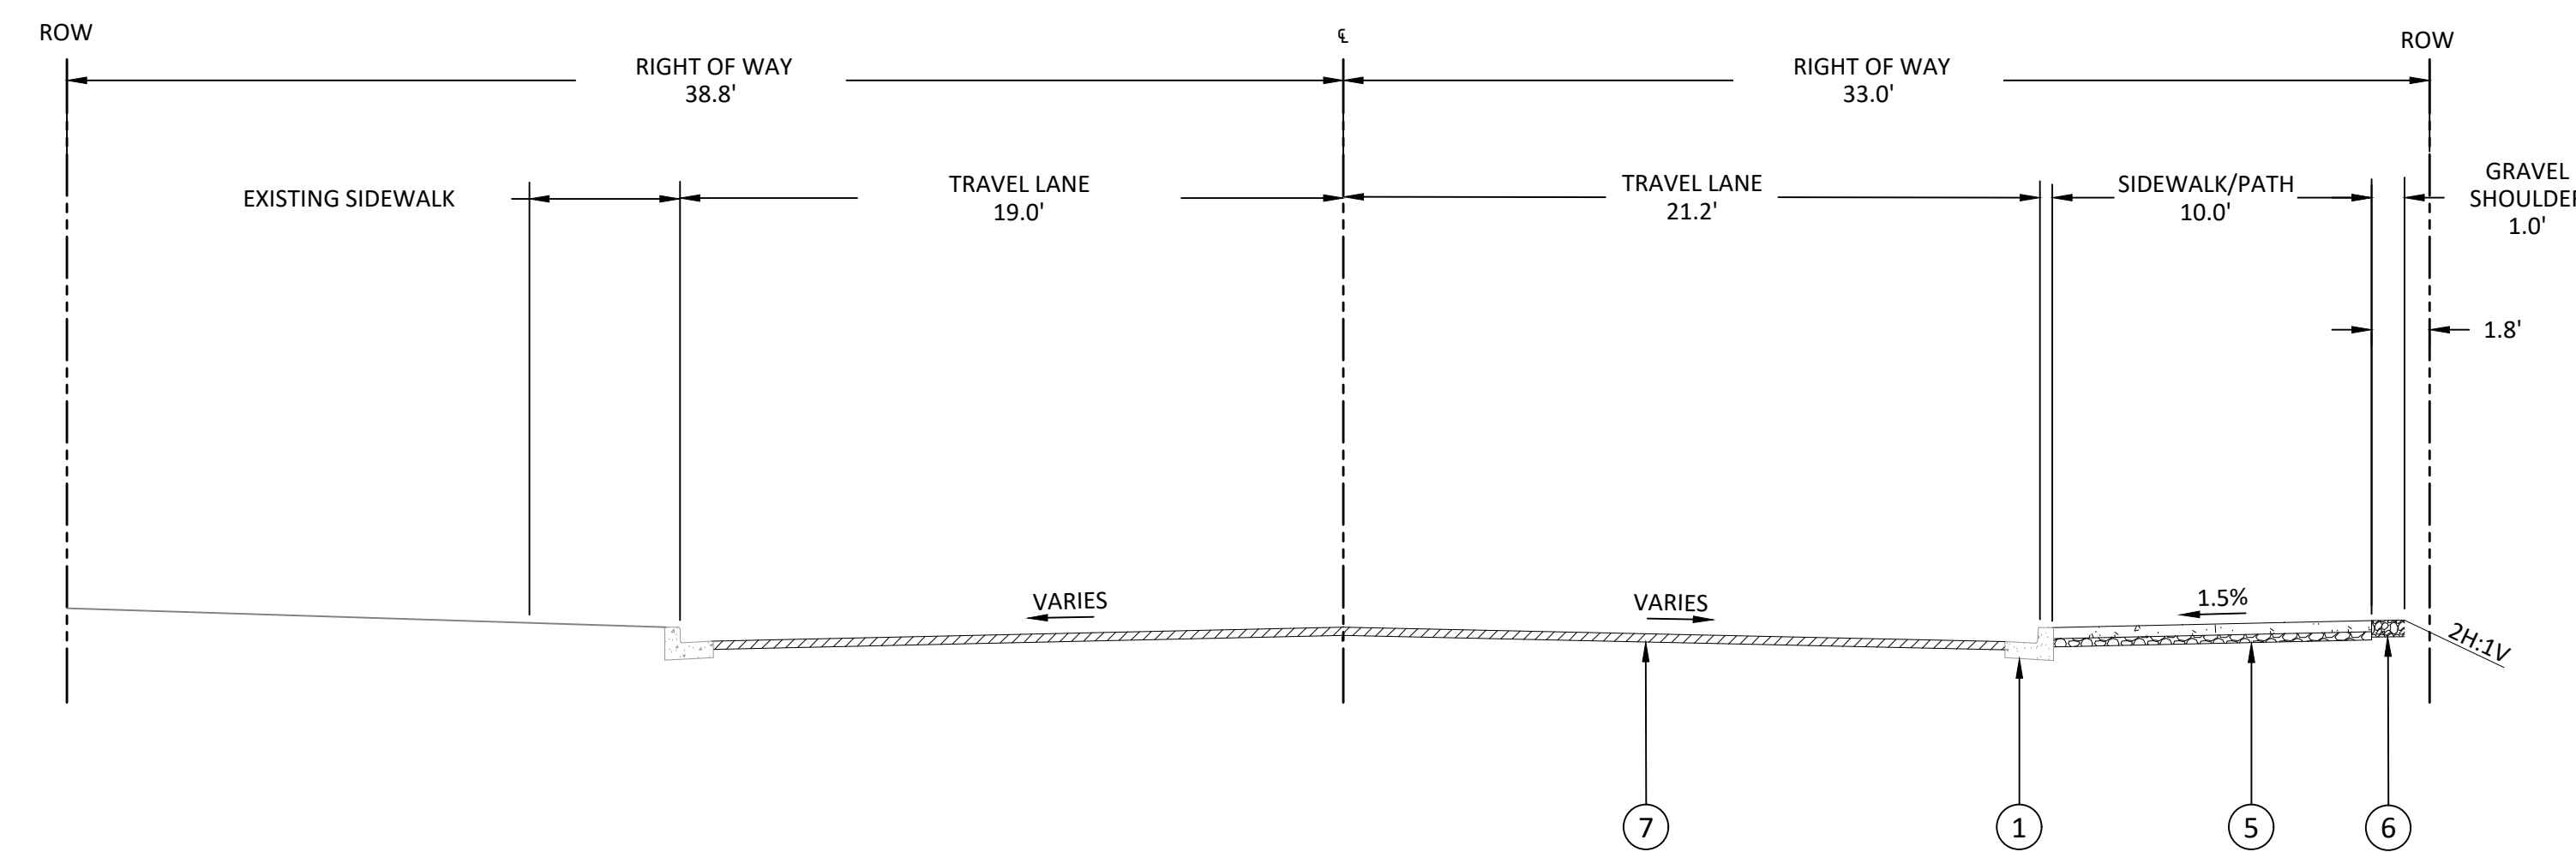 ROW
℄
ROW
RIGHT OF WAY
38.8'
RIGHT OF WAY
33.0'
EXISTING SIDEWALK
TRAVEL LANE
19.0'
TRAVEL LANE
21.2'
SIDEWALK/PATH
10.0'
GRAVEL
SHOULDER
1.0'
1.8'
VARIES
VARIES
1.5%
2H:1V
7
1
5
6